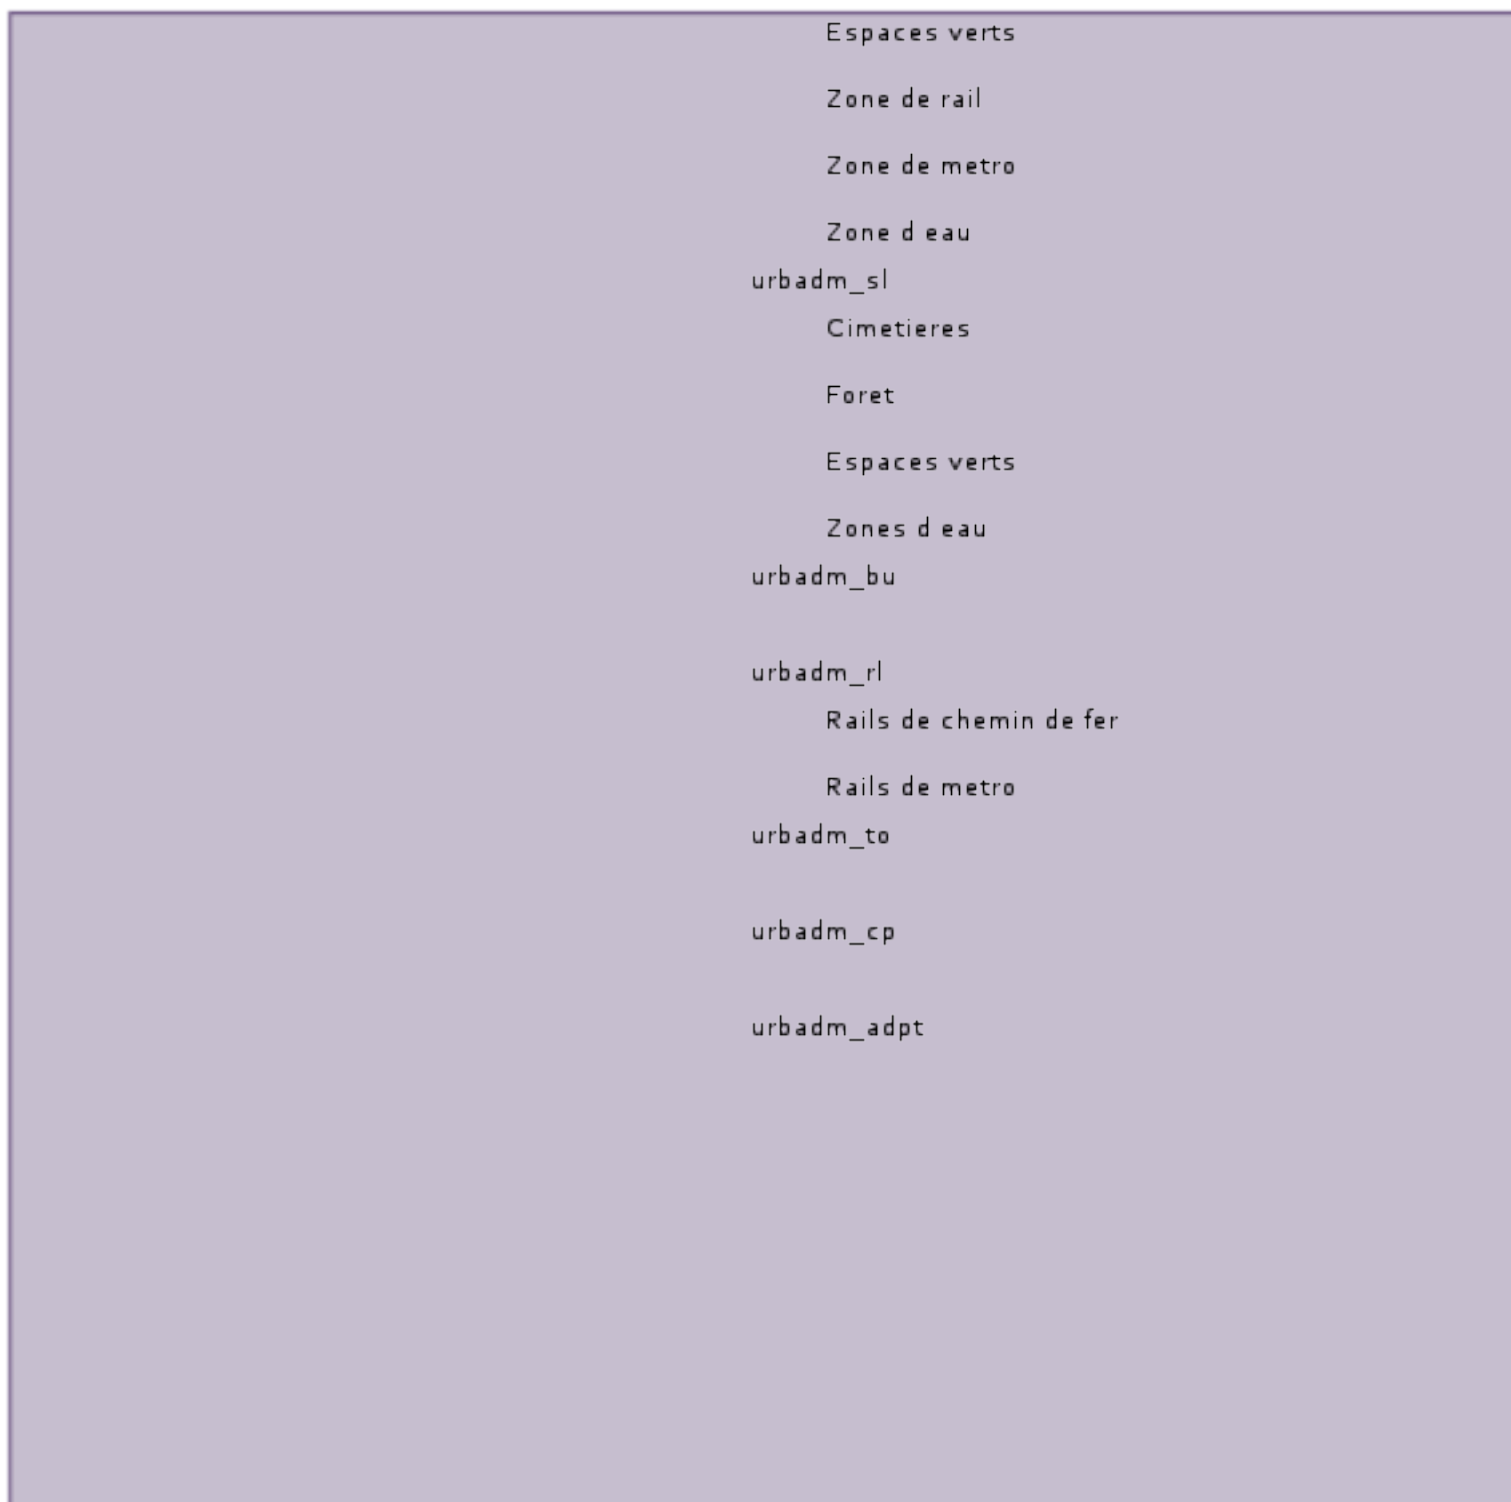 Espaces verts
Zone de rail
Zone de metro
Zone d eau
urbadm_sl
Cimetieres
Foret
Espaces verts
Zones d eau
urbadm_bu
urbadm_rl
Rails de chemin de fer
Rails de metro
urbadm_to
urbadm_cp
urbadm_adpt